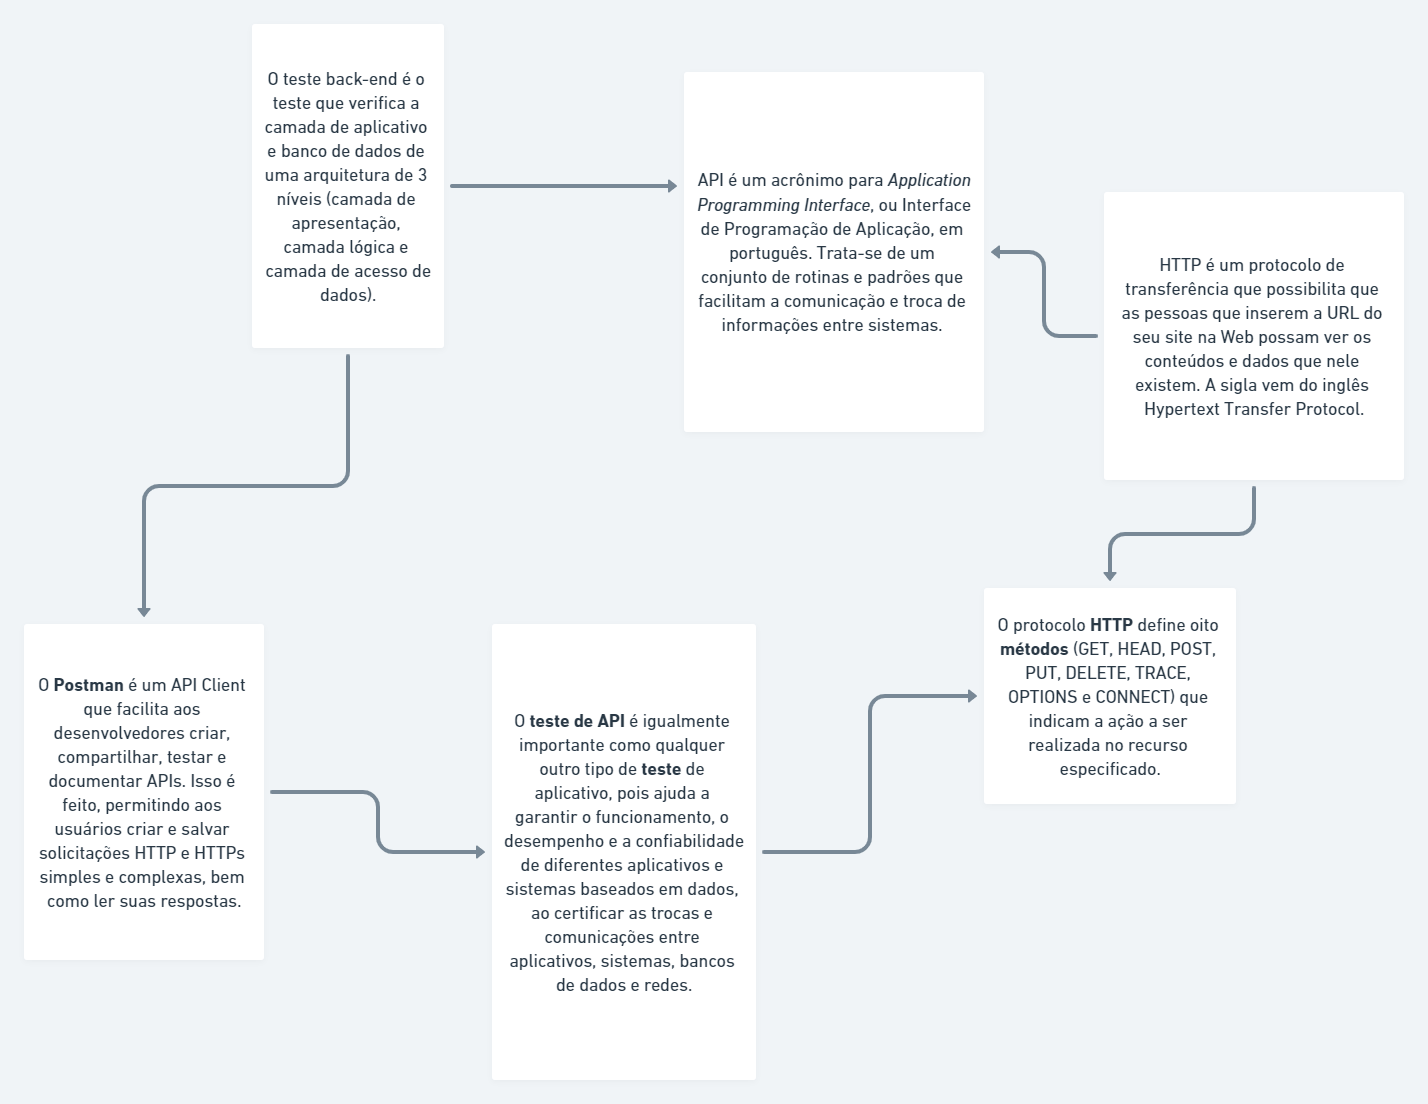 O teste back-end é o
teste que verifica a
camada de aplicativo
e banco de dados de
uma arquitetura de 3
níveis (camada de
apresentação,
camada lógica e
camada de acesso de
dados).
API é um acrônimo para Application
Programming Interface, ou Interface
de Programação de Aplicação, em
português. Trata-se de um
conjunto de rotinas e padrões que
facilitam a comunicação e troca de
informações entre sistemas.
HTTP é um protocolo de
transferência que possibilita que
as pessoas que inserem a URL do
seu site na Web possam ver os
conteúdos e dados que nele
existem. A sigla vem do inglês
Hypertext Transfer Protocol.
O Postman é um API Client
que facilita aos
desenvolvedores criar,
compartilhar, testar e
documentar APIs. Isso é
feito, permitindo aos
usuários criar e salvar
solicitações HTTP e HTTPs
simples e complexas, bem
como ler suas respostas.
O teste de API é igualmente
importante como qualquer
outro tipo de teste de
aplicativo, pois ajuda a
garantir o funcionamento, o
desempenho e a confiabilidade
de diferentes aplicativos e
sistemas baseados em dados,
ao certificar as trocas e
comunicações entre
aplicativos, sistemas, bancos
de dados e redes.
O protocolo HTTP define oito
métodos (GET, HEAD, POST,
PUT, DELETE, TRACE,
OPTIONS e CONNECT) que
indicam a ação a ser
realizada no recurso
especificado.